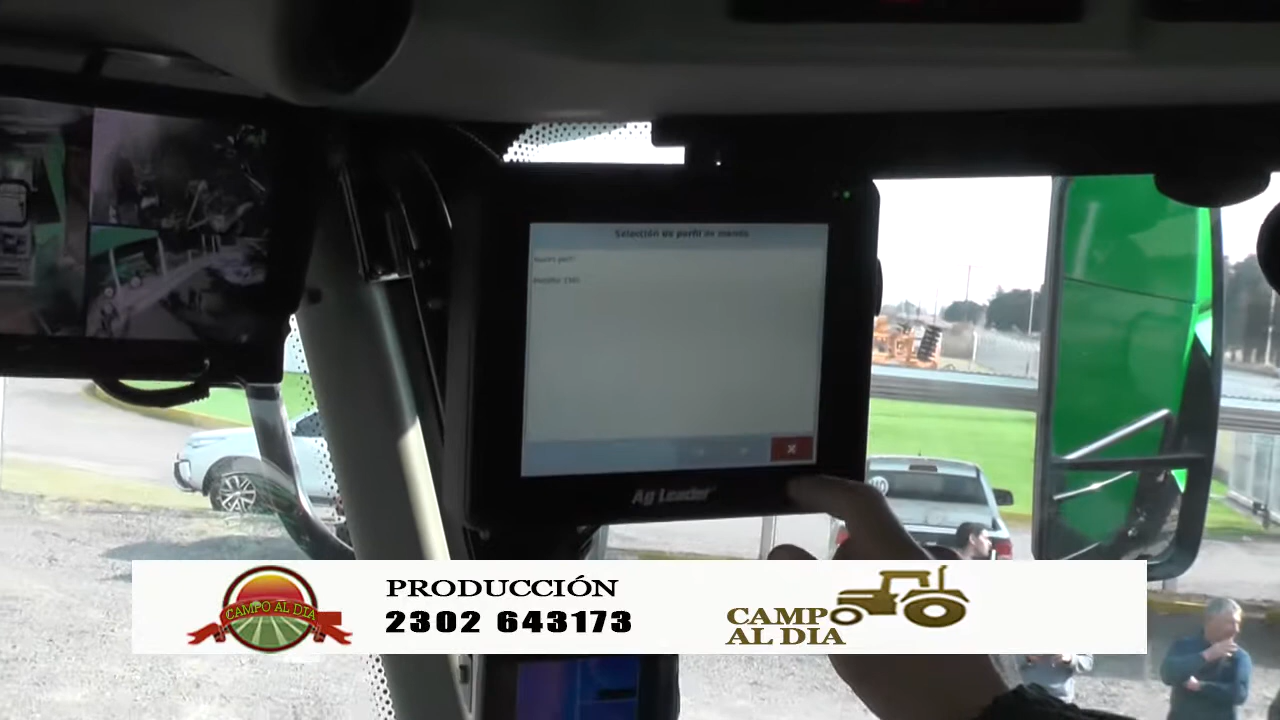 Selección de perfil de mando
Ag Leader
CAMPO AL DIA
PRODUCCIÓN
2302 643173
CAMPO
AL DIA